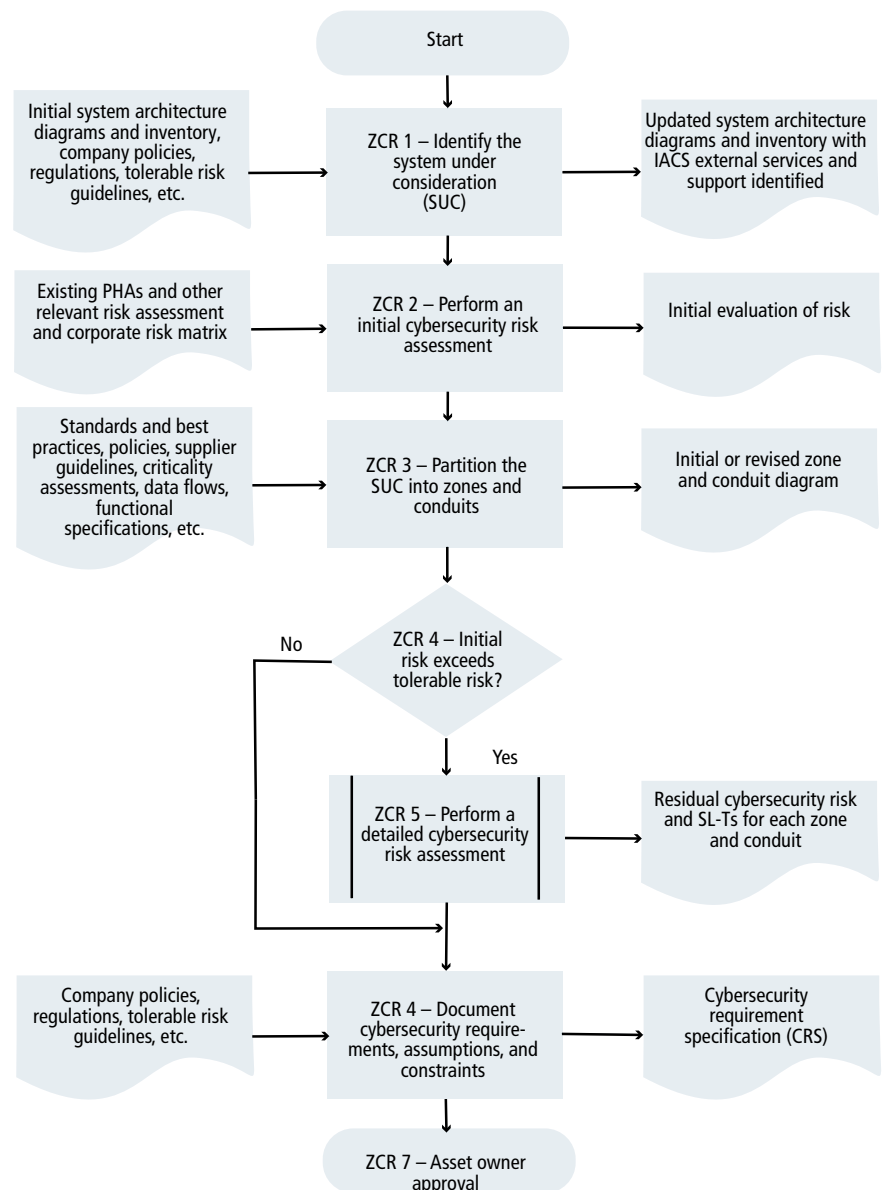 Start
Initial system architecture
diagrams and inventory,
company policies,
regulations, tolerable risk
guidelines, etc.
ZCR 1 – Identify the
system under
consideration
(SUC)
Updated system architecture
diagrams and inventory with
IACS external services and
support identified
Existing PHAs and other
relevant risk assessment
and corporate risk matrix
ZCR 2 – Perform an
initial cybersecurity risk
assessment
Initial evaluation of risk
Standards and best
practices, policies, supplier
guidelines, criticality
assessments, data flows,
functional
specifications, etc.
ZCR 3 – Partition the
SUC into zones and
conduits
Initial or revised zone
and conduit diagram
No
ZCR 4 – Initial
risk exceeds
tolerable risk?
Yes
ZCR 5 – Perform a
detailed cybersecurity
risk assessment
Residual cybersecurity risk
and SL-Ts for each zone
and conduit
Company policies,
regulations, tolerable risk
guidelines, etc.
ZCR 4 – Document
cybersecurity require-
ments, assumptions, and
constraints
Cybersecurity
requirement
specification (CRS)
ZCR 7 – Asset owner
approval